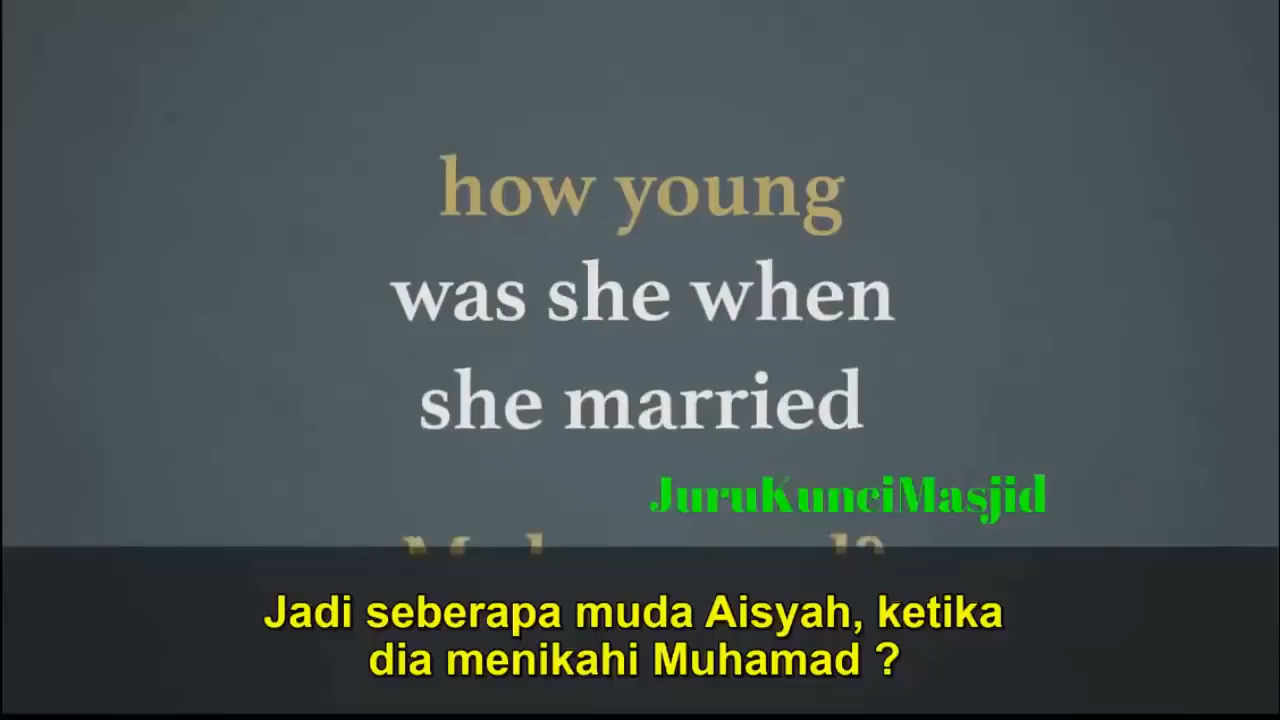 how young
was she when
she married
JuruKunciMasjid
Jadi seberapa muda Aisyah, ketika
dia menikahi Muhamad ?